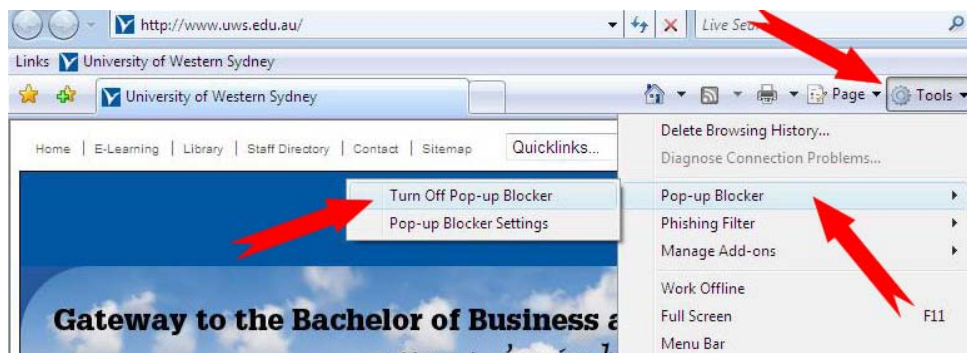 http://www.uws.edu.au/ Live Sea
Links University of Western Sydney
University of Western Sydney Page Tools
Home | E-Learning | Library | Staff Directory | Contact | Sitemap Quicklinks...
Delete Browsing History...
Diagnose Connection Problems...
Pop-up Blocker
Turn Off Pop-up Blocker
Pop-up Blocker Settings
Phishing Filter
Manage Add-ons
Work Offline
Full Screen F11
Menu Bar
Gateway to the Bachelor of Business a